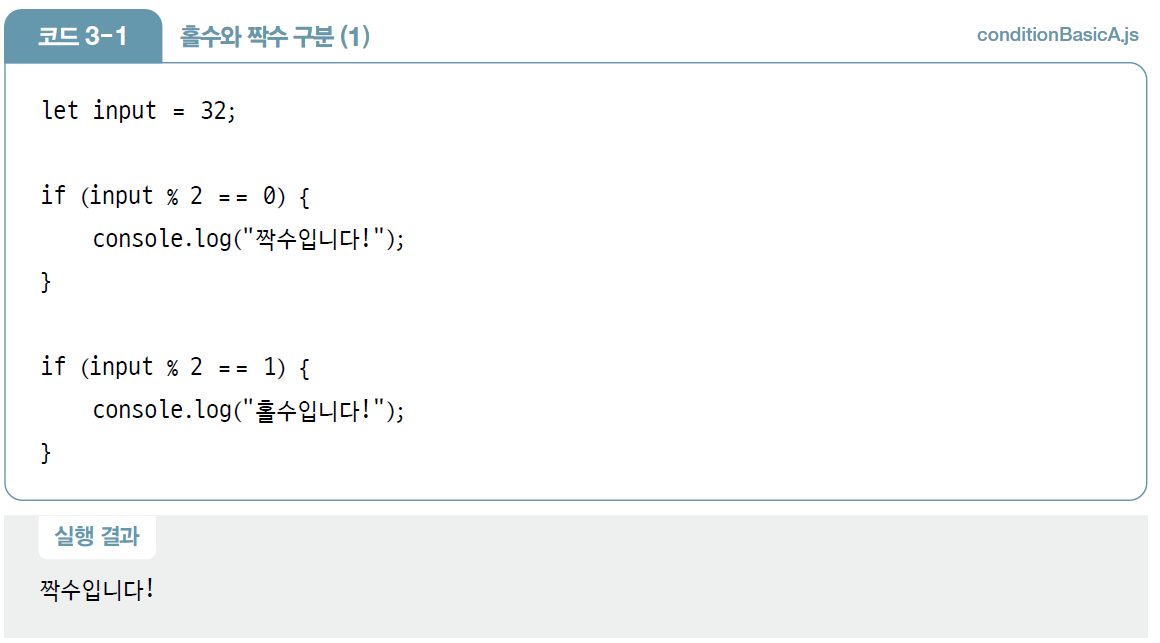 코드 3-1 홀수와 짝수 구분 (1) conditionBasicA.js
let input = 32;
if (input % 2 == 0) {
    console.log("짝수입니다!");
}
if (input % 2 == 1) {
    console.log("홀수입니다!");
}
실행 결과
짝수입니다!